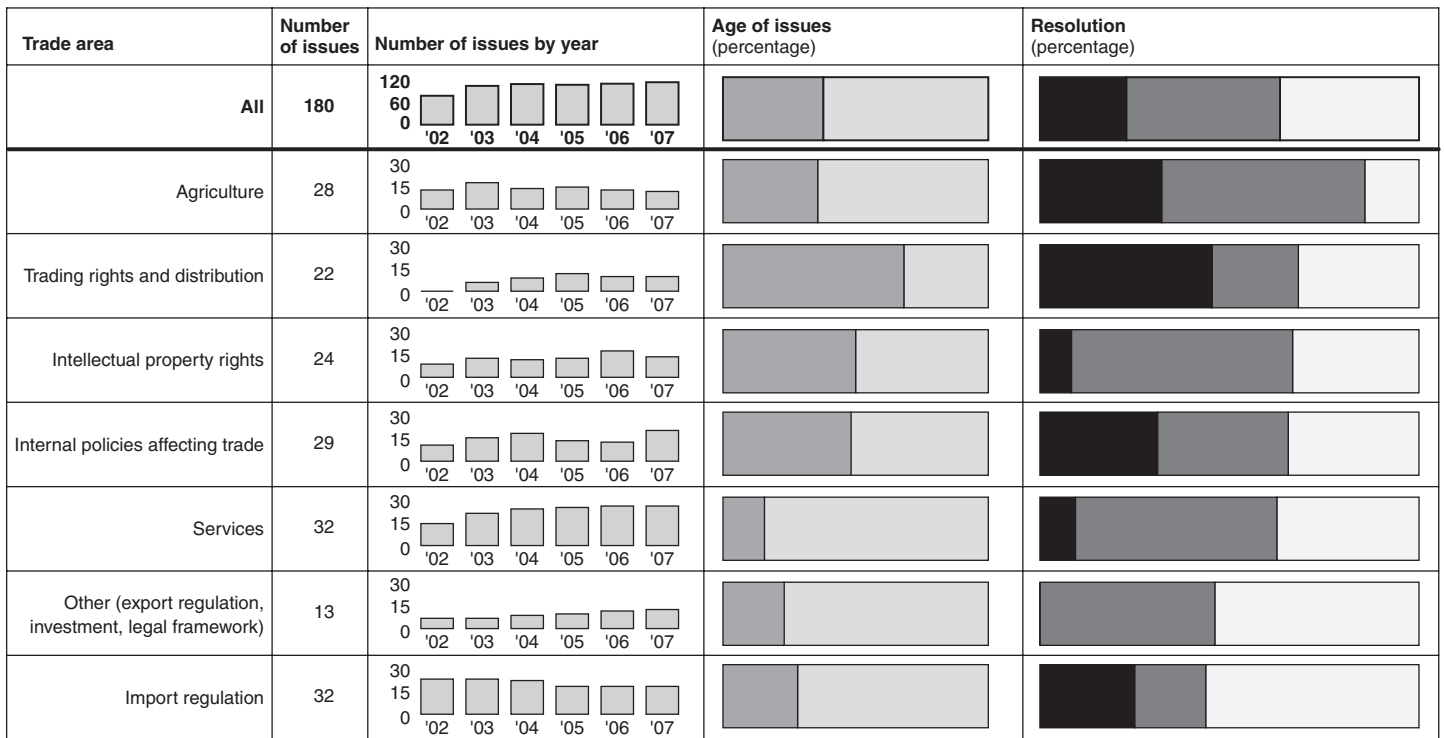 Trade area
Number
of issues
Number of issues by year
Age of issues
(percentage)
Resolution
(percentage)
All
180
120
60
0
'02 '03 '04 '05 '06 '07
Agriculture
28
30
15
0
'02 '03 '04 '05 '06 '07
Trading rights and distribution
22
30
15
0
'02 '03 '04 '05 '06 '07
Intellectual property rights
24
30
15
0
'02 '03 '04 '05 '06 '07
Internal policies affecting trade
29
30
15
0
'02 '03 '04 '05 '06 '07
Services
32
30
15
0
'02 '03 '04 '05 '06 '07
Other (export regulation,
investment, legal framework)
13
30
15
0
'02 '03 '04 '05 '06 '07
Import regulation
32
30
15
0
'02 '03 '04 '05 '06 '07